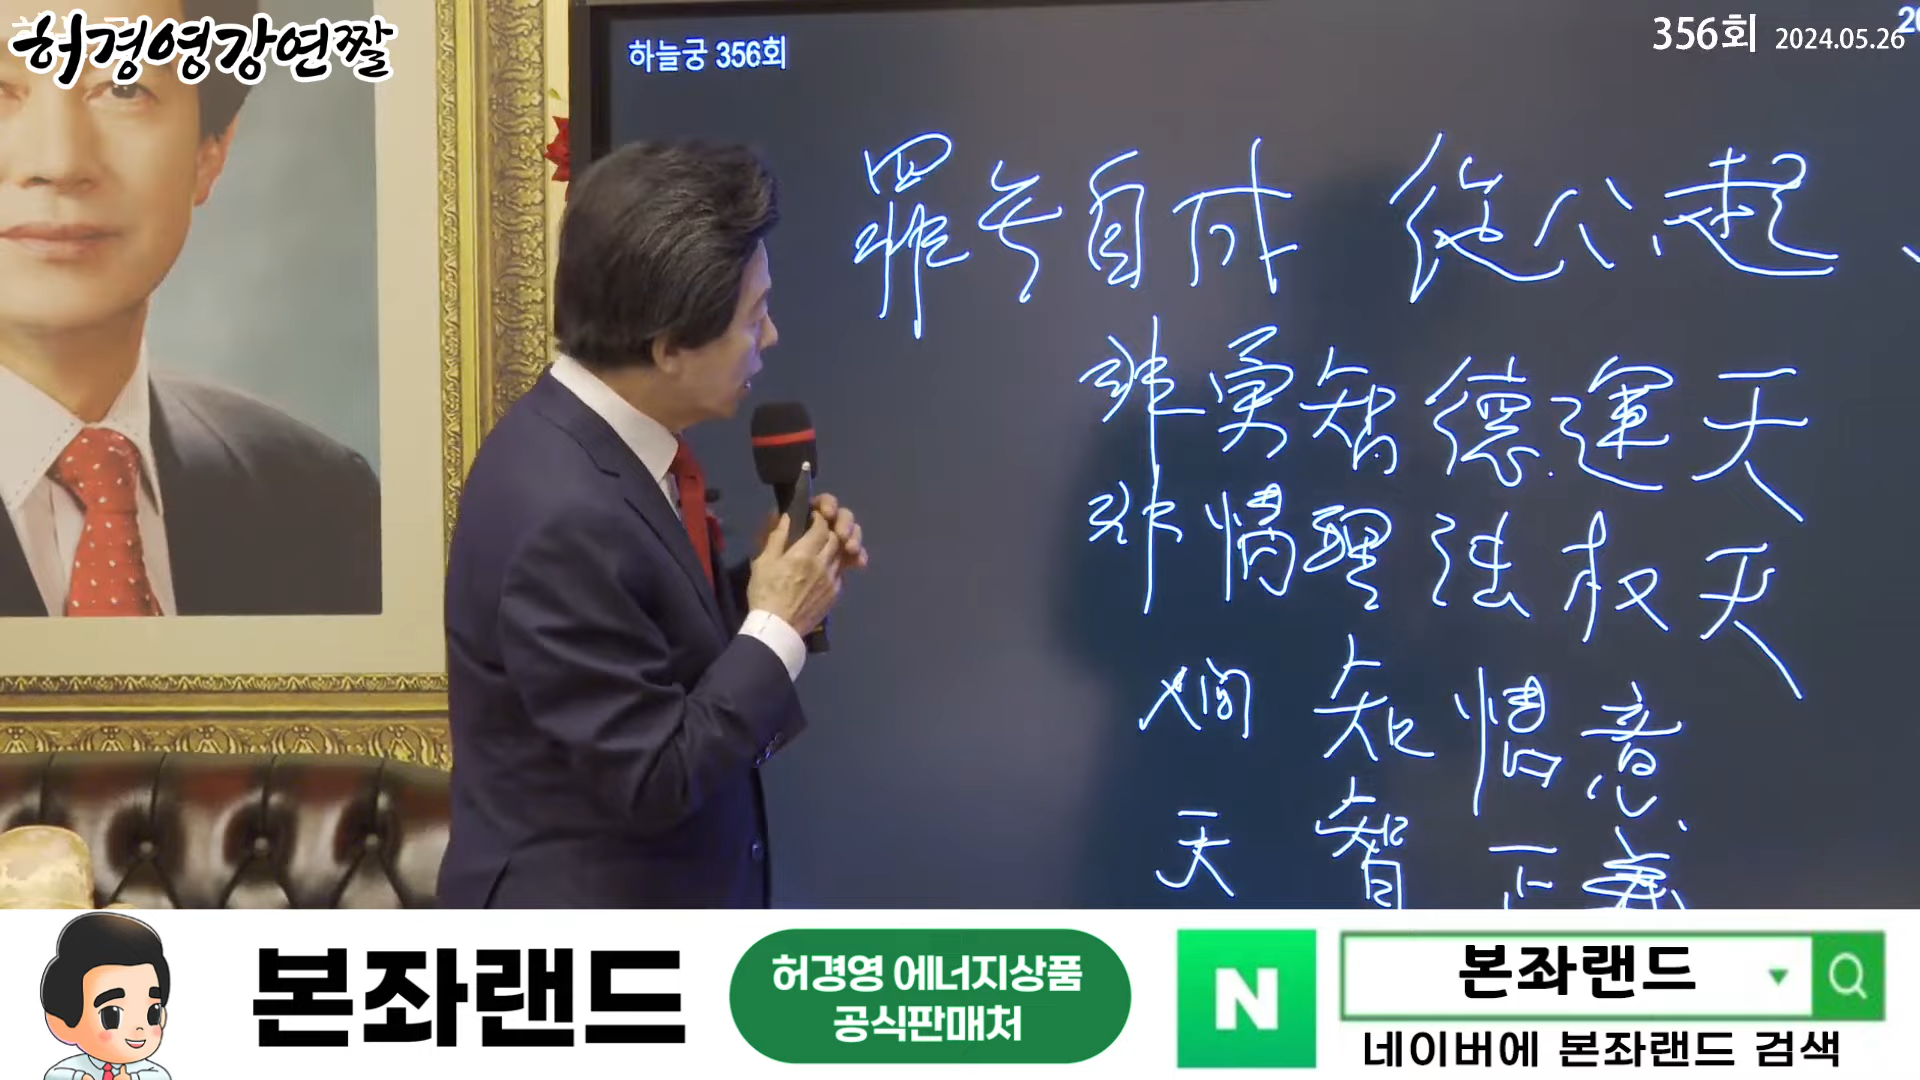 허경영강연짤
하늘궁 356회
356회 2024.05.26
罪무自成 從心起
非勇智德運天
非情理法权天
人間 知情意
天 智正義
본좌랜드
허경영 에너지상품
공식판매처
N
본좌랜드
네이버에 본좌랜드 검색